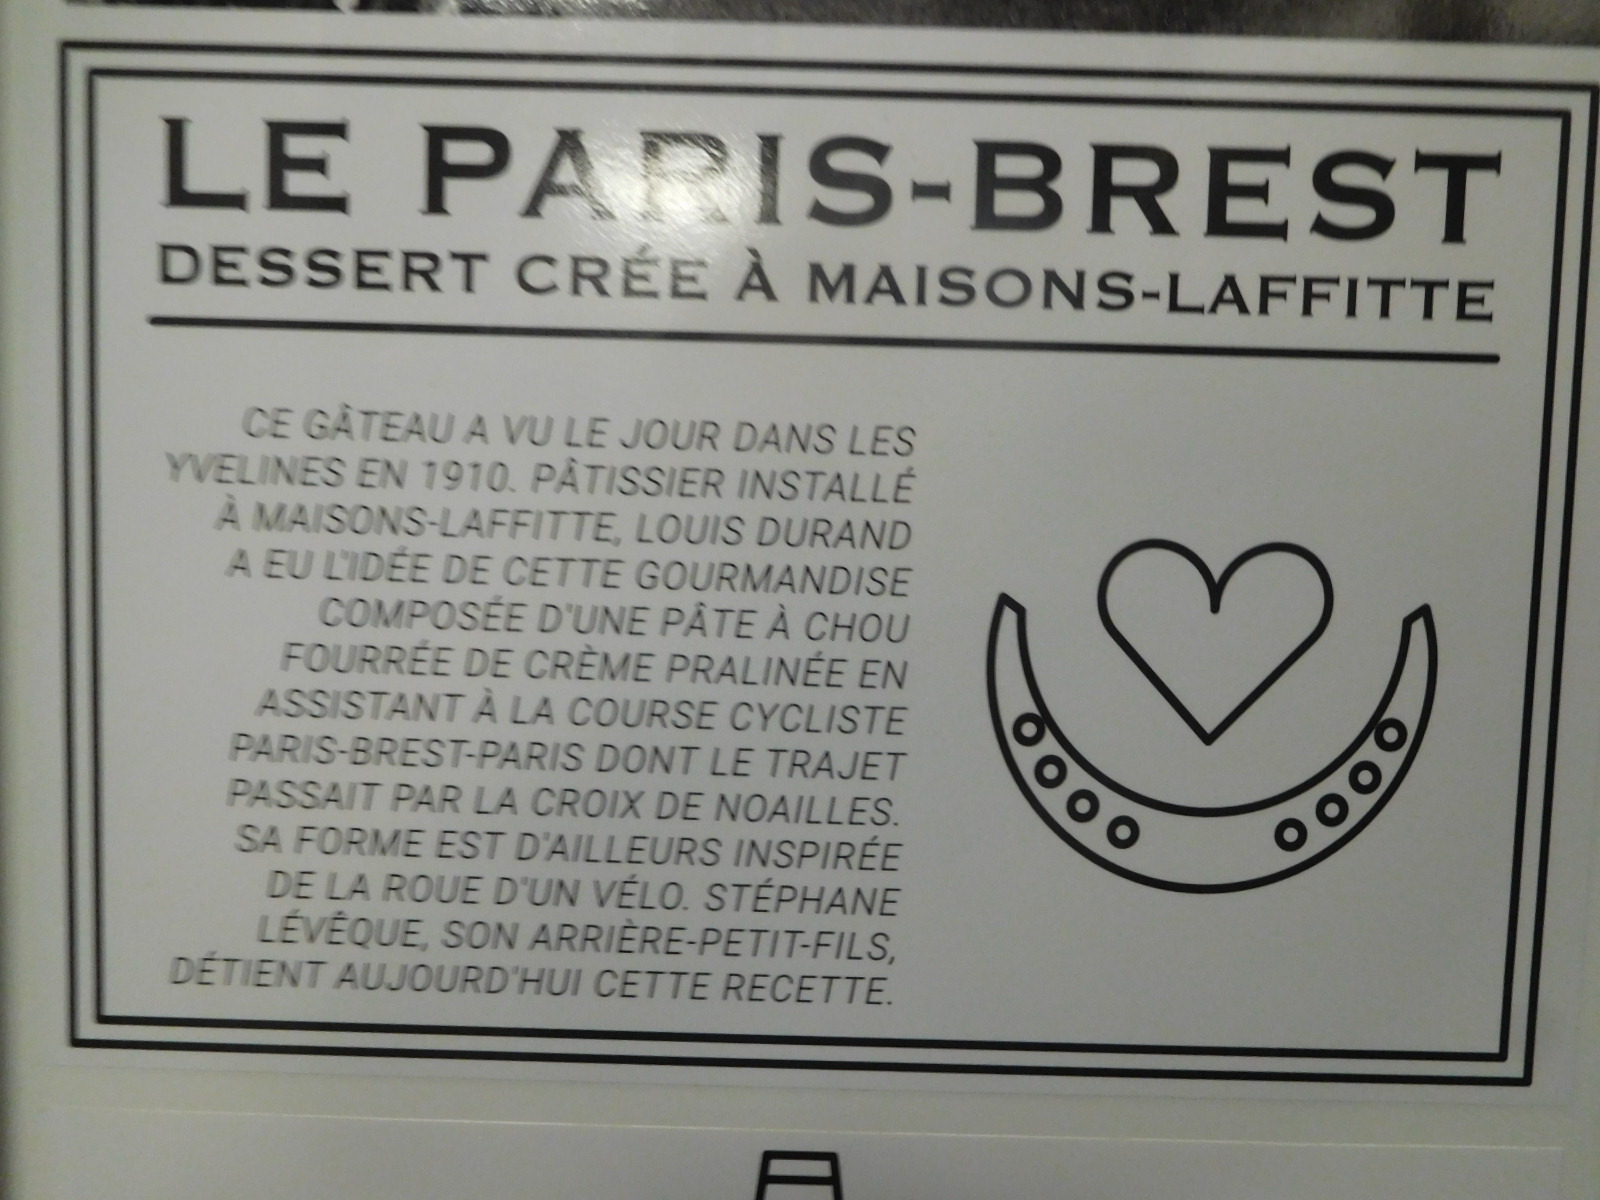 LE PARIS-BREST
DESSERT CRÉE À MAISONS-LAFFITTE
CE GÂTEAU A VU LE JOUR DANS LES
YVELINES EN 1910. PÂTISSIER INSTALLÉ
À MAISONS-LAFFITTE, LOUIS DURAND
A EU L'IDÉE DE CETTE GOURMANDISE
COMPOSÉE D'UNE PÂTE À CHOU
FOURRÉE DE CRÈME PRALINÉE EN
ASSISTANT À LA COURSE CYCLISTE
PARIS-BREST-PARIS DONT LE TRAJET
PASSAIT PAR LA CROIX DE NOAILLES.
SA FORME EST D'AILLEURS INSPIRÉE
DE LA ROUE D'UN VÉLO. STÉPHANE
LÉVÊQUE, SON ARRIÈRE-PETIT-FILS,
DÉTIENT AUJOURD'HUI CETTE RECETTE.